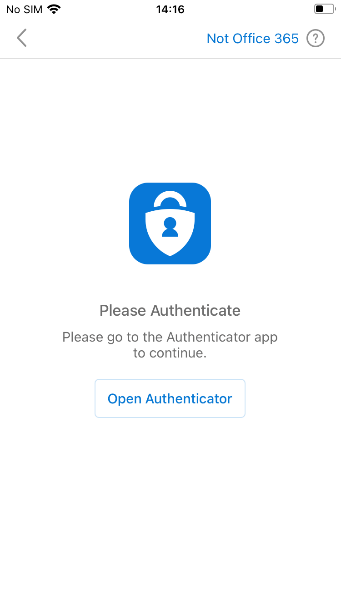 No SIM 14:16
Not Office 365 ?
Please Authenticate
Please go to the Authenticator app
to continue.
Open Authenticator